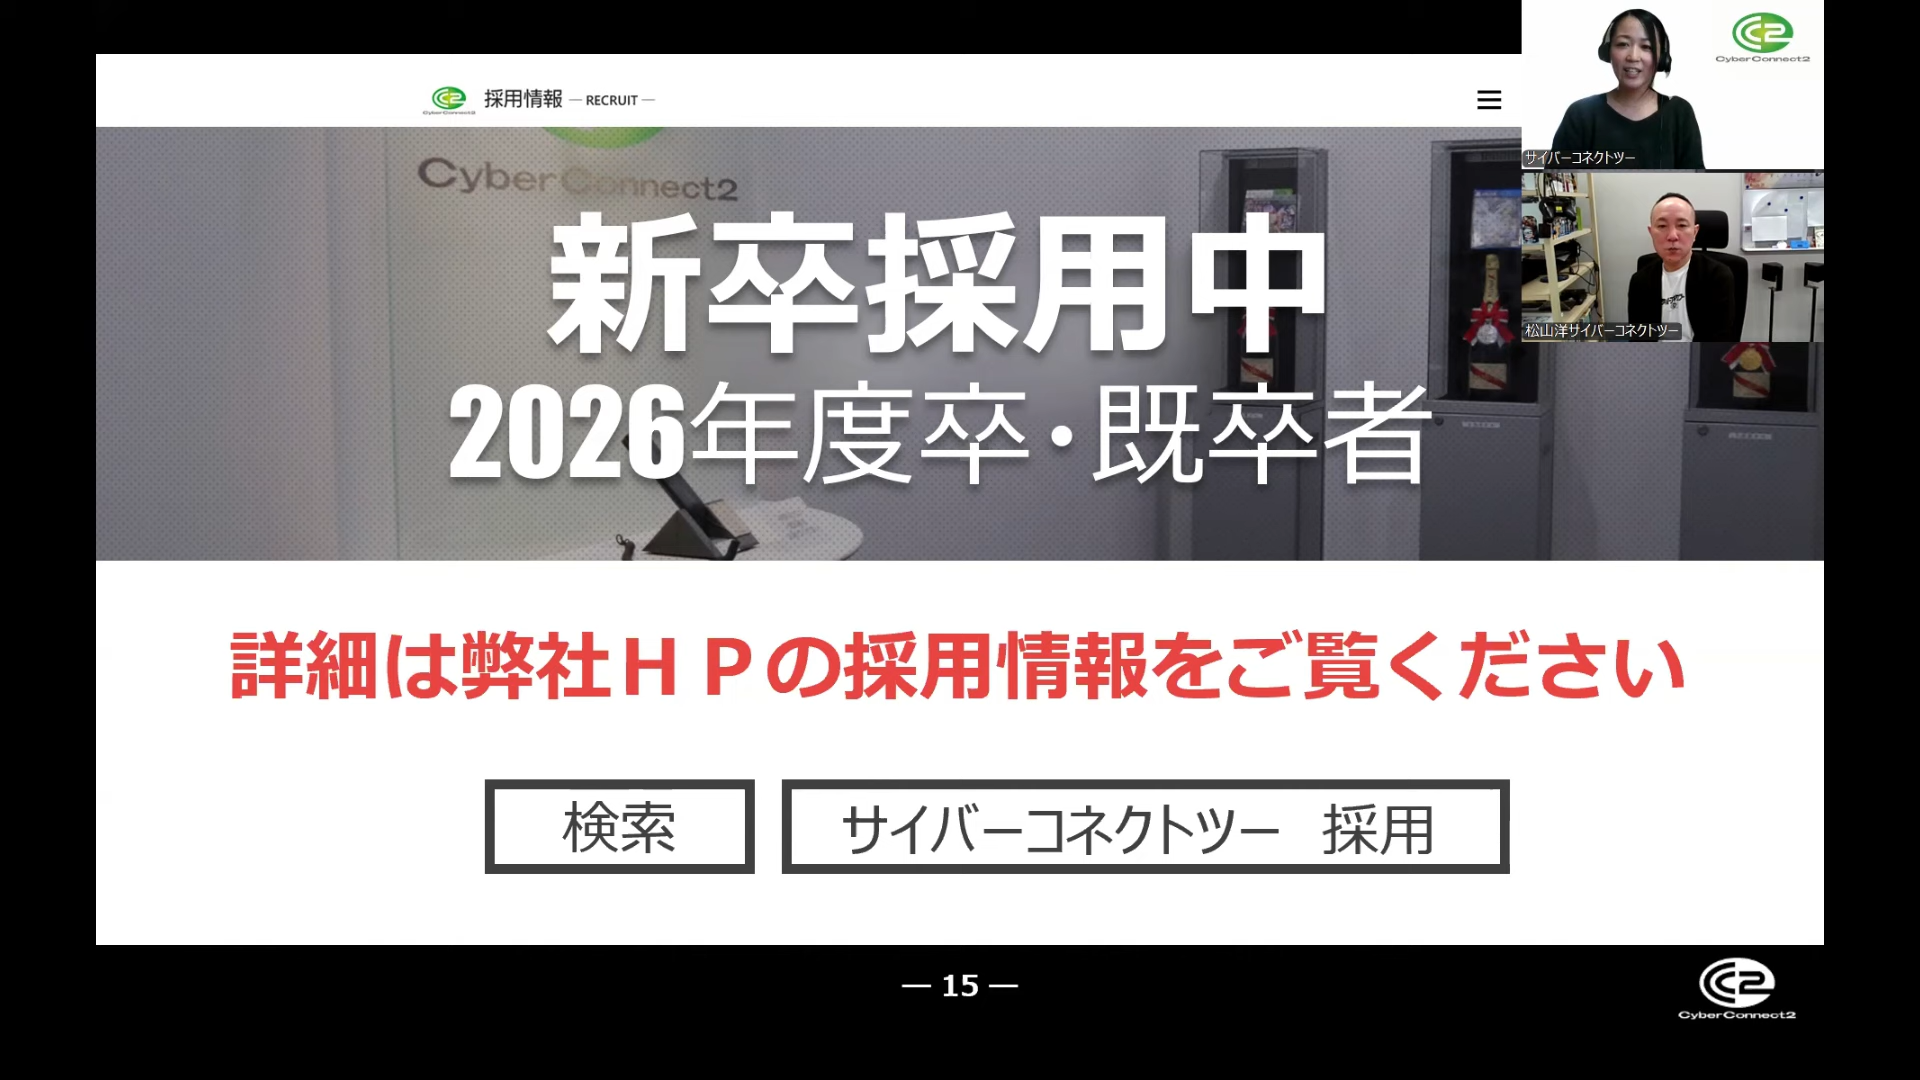 CyberConnect2
採用情報 ― RECRUIT ―
CyberConnect2
新卒採用中
2026年度卒・既卒者
詳細は弊社ＨＰの採用情報をご覧ください
検索
サイバーコネクトツー 採用
― 15 ―
CyberConnect2
CyberConnect2
サイバーコネクトツー
松山洋サイバーコネクトツー